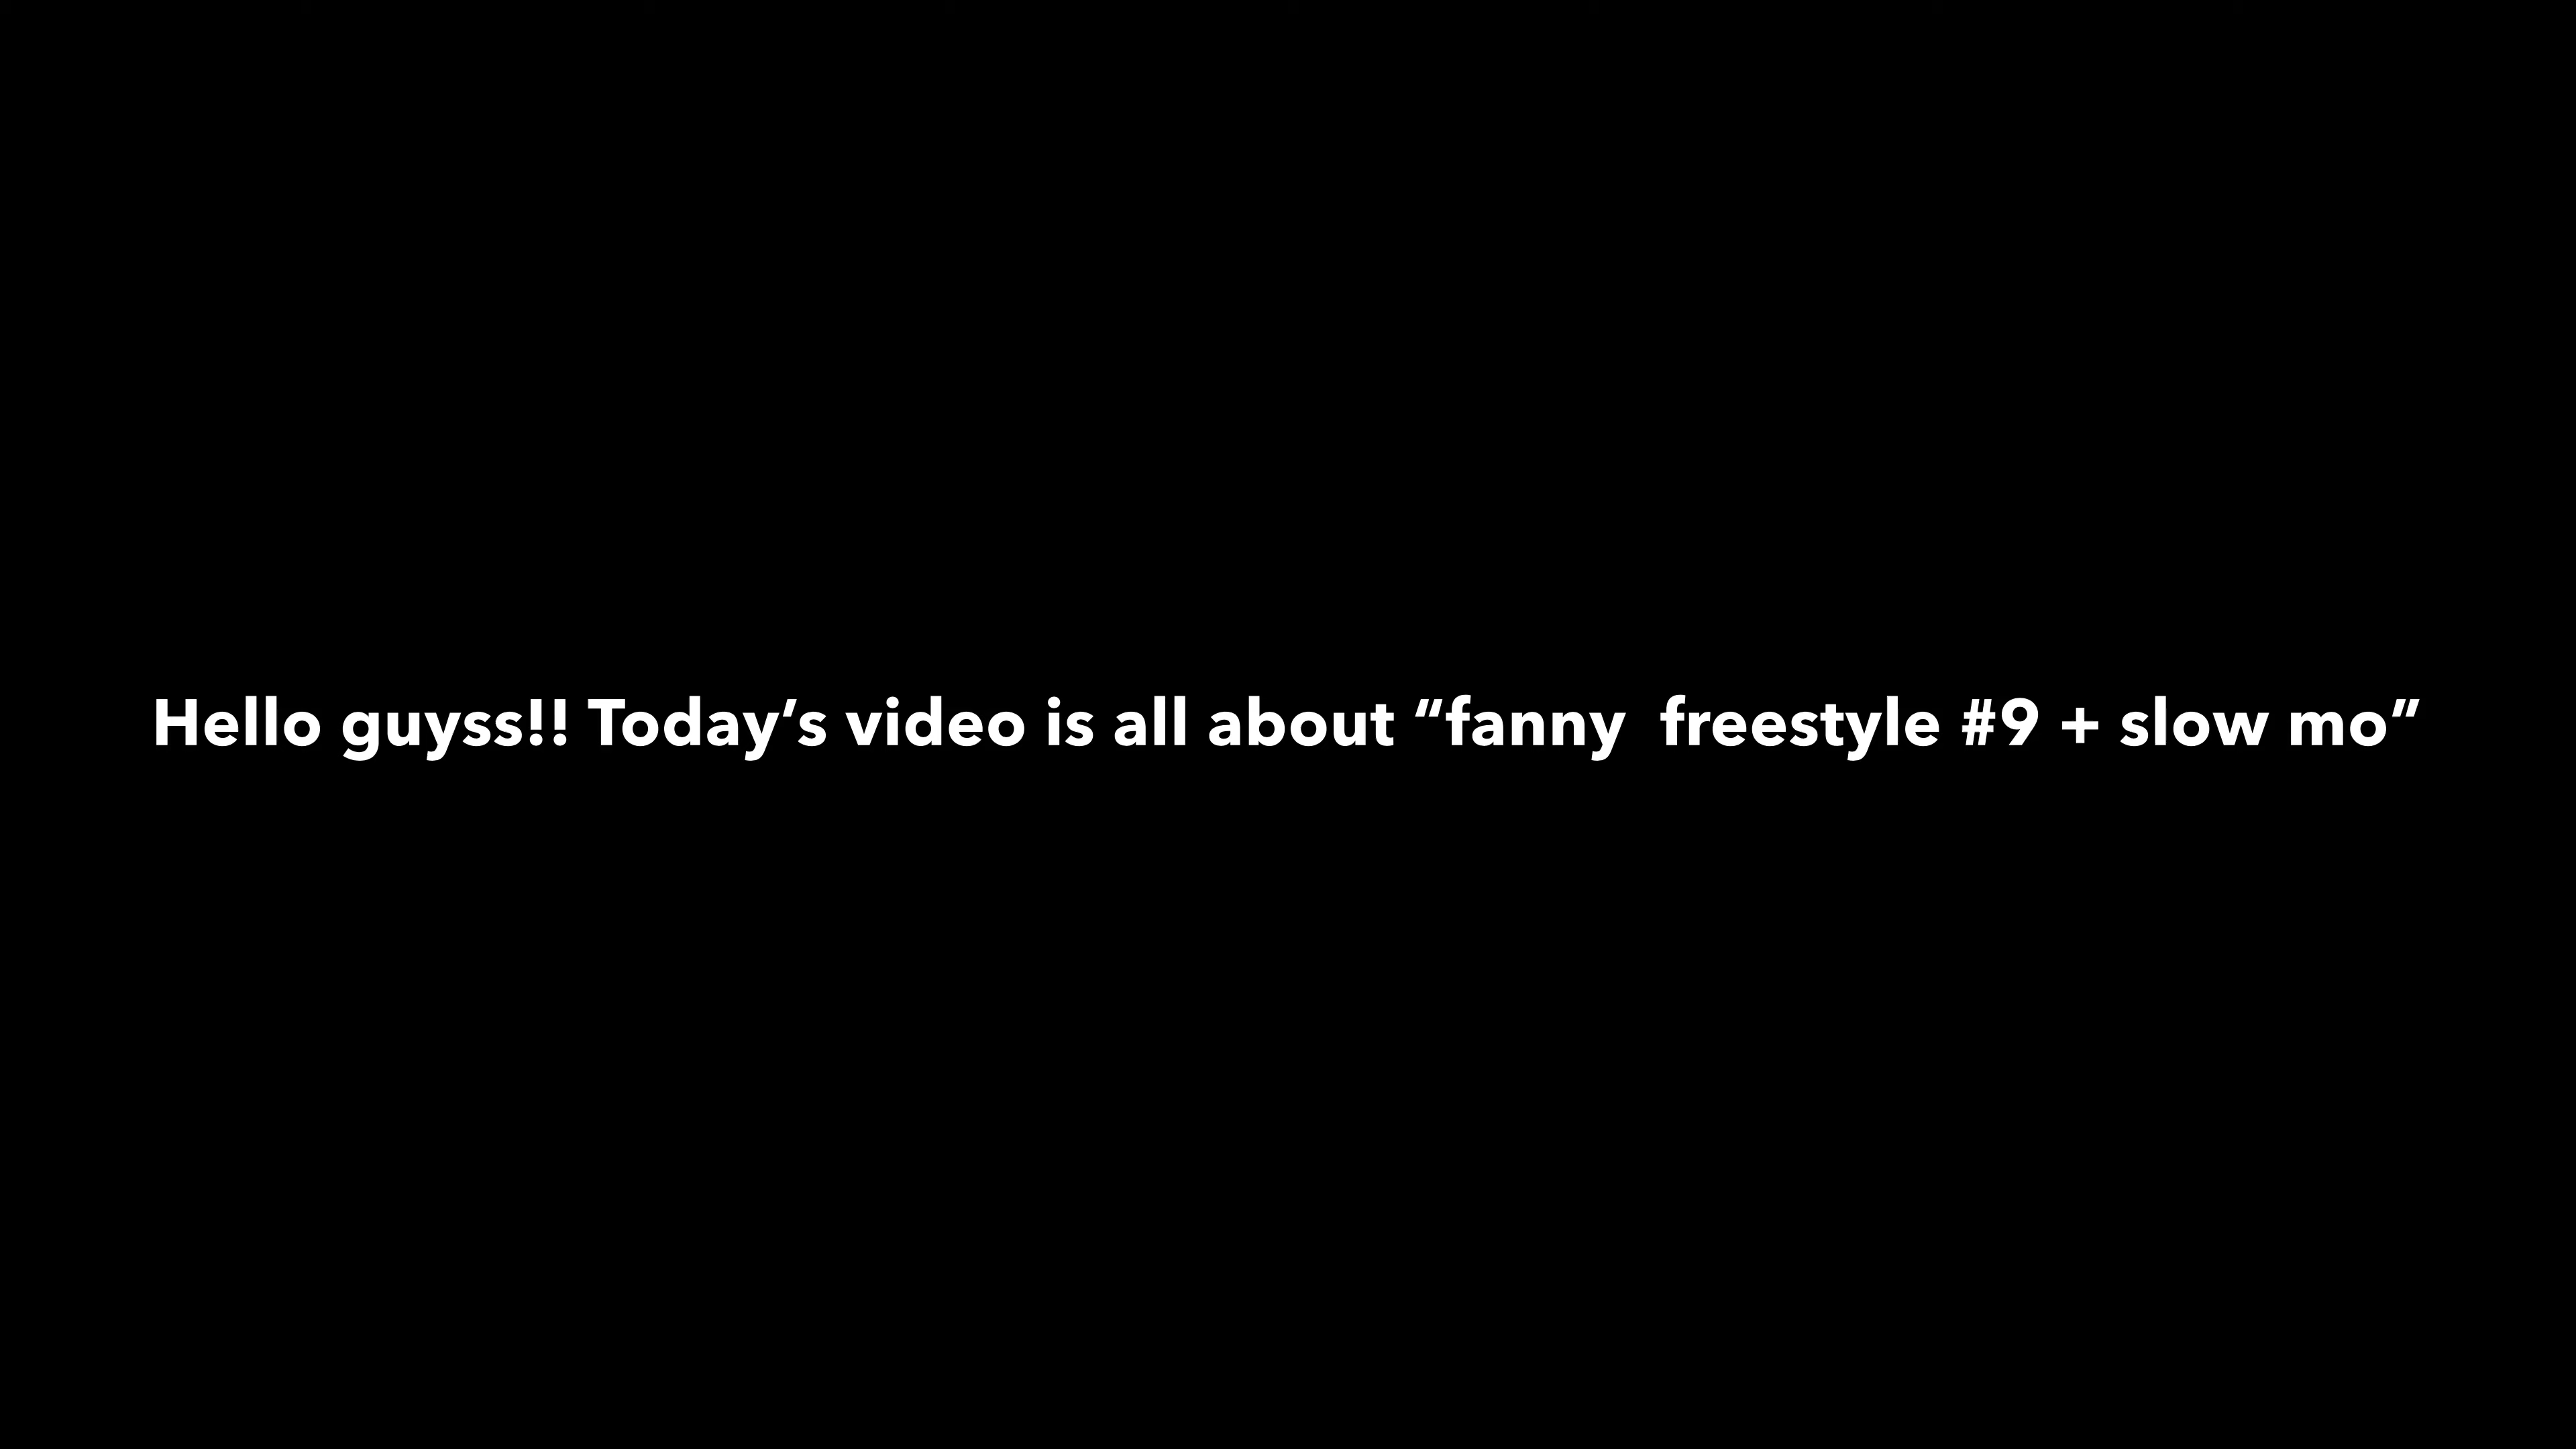 Hello guyss!! Today’s video is all about “fanny  freestyle #9 + slow mo”